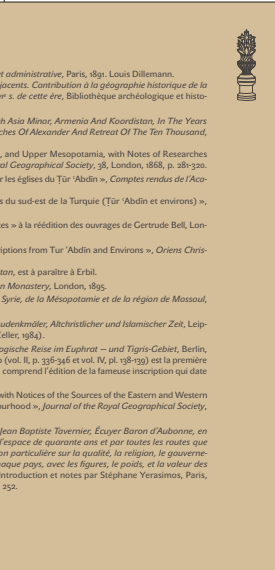 t administrative, Paris, 1891. Louis Dillemann.
jacents. Contribution à la géographie historique de la
s. de cette ère, Bibliothèque archéologique et histo-
h Asia Minor, Armenia And Koordistan, In The Years
ches Of Alexander And Retreat Of The Ten Thousand,
, and Upper Mesopotamia, with Notes of Researches
al Geographical Society, 38, London, 1868, p. 281-320.
r les églises du Ṭūr ʿAbdīn », Comptes rendus de l'Aca-
s du sud-est de la Turquie (Ṭūr ʿAbdīn et environs) »,
tes » à la réédition des ouvrages de Gertrude Bell, Lon-
riptions from Tur 'Abdin and Environs », Oriens Chris-
tan, est à paraître à Erbil.
n Monastery, London, 1895.
Syrie, de la Mésopotamie et de la région de Mossoul,
udenkmäler, Altchristlicher und Islamischer Zeit, Leip-
eller, 1984).
ogische Reise im Euphrat — und Tigris-Gebiet, Berlin,
(vol. II, p. 336-346 et vol. IV, pl. 138-139) est la première
comprend l'édition de la fameuse inscription qui date
with Notices of the Sources of the Eastern and Western
ourhood », Journal of the Royal Geographical Society,
Jean Baptiste Tavernier, Écuyer Baron d'Aubonne, en
l'espace de quarante ans et par toutes les routes que
on particulière sur la qualité, la religion, le gouverne-
haque pays, avec les figures, le poids, et la valeur des
introduction et notes par Stéphane Yerasimos, Paris,
252.